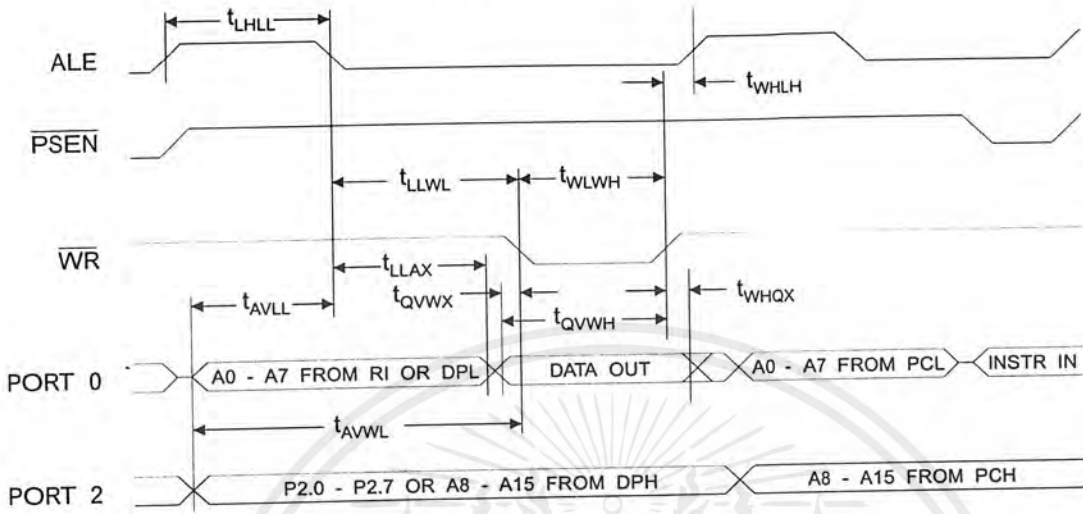 tLHLL
ALE
tWHLH
PSEN
tLLWL
tWLWH
WR
tLLAX
tAVLL
tQVWX
tWHQX
tQVWH
PORT 0
A0 - A7 FROM RI OR DPL
DATA OUT
A0 - A7 FROM PCL
INSTR IN
tAVWL
PORT 2
P2.0 - P2.7 OR A8 - A15 FROM DPH
A8 - A15 FROM PCH